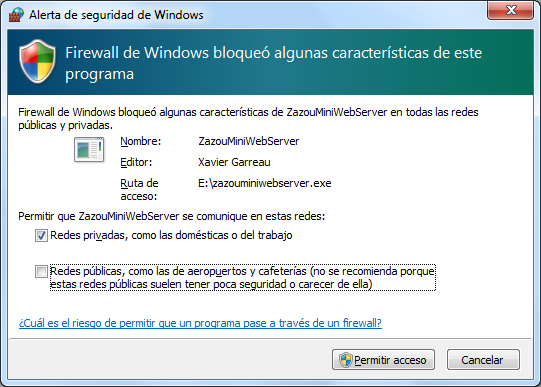 Alerta de seguridad de Windows
Firewall de Windows bloqueó algunas características de este
programa
Firewall de Windows bloqueó algunas características de ZazouMiniWebServer en todas las redes
públicas y privadas.
Nombre: ZazouMiniWebServer
Editor: Xavier Garreau
Ruta de E:\zazouminiwebserver.exe
acceso:
Permitir que ZazouMiniWebServer se comunique en estas redes:
Redes privadas, como las domésticas o del trabajo
Redes públicas, como las de aeropuertos y cafeterías (no se recomienda porque
estas redes públicas suelen tener poca seguridad o carecer de ella)
¿Cuál es el riesgo de permitir que un programa pase a través de un firewall?
Permitir acceso Cancelar